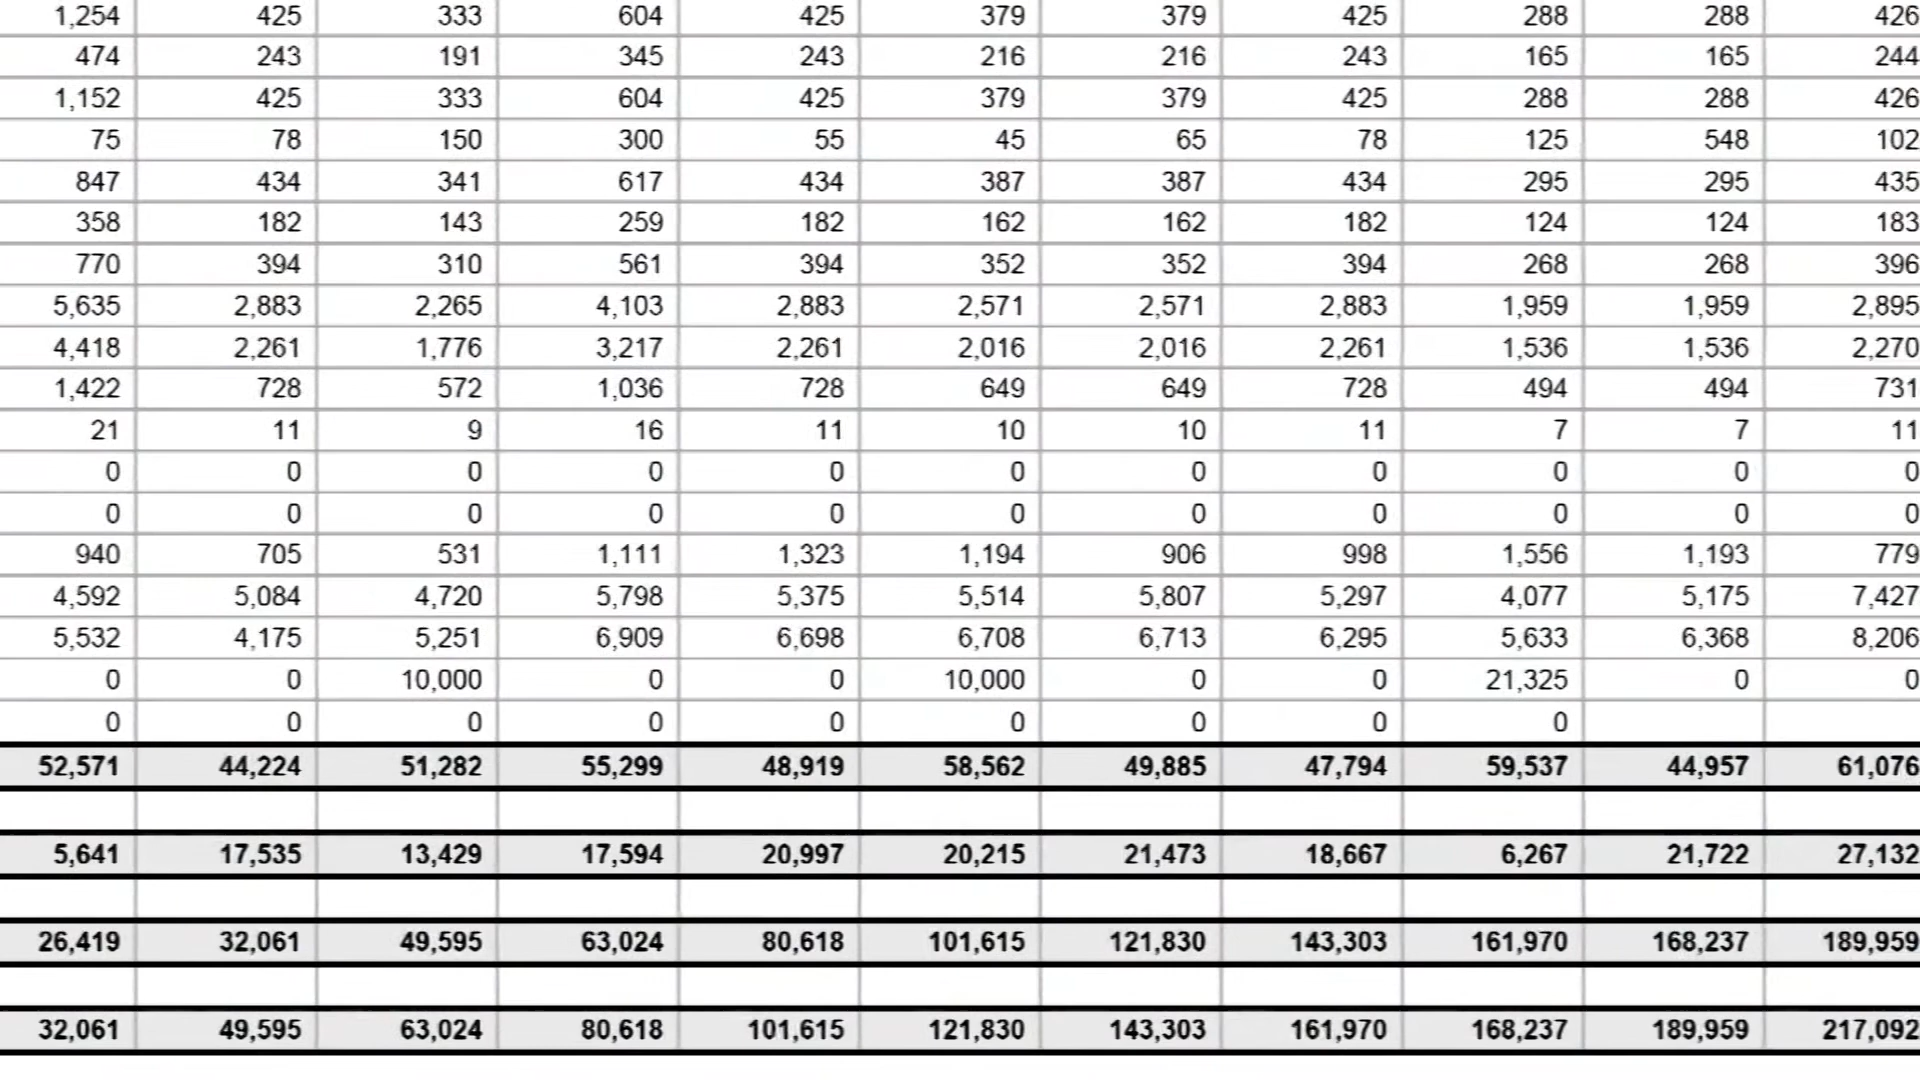 1,254 425 333 604 425 379 379 425 288 288 426
474 243 191 345 243 216 216 243 165 165 244
1,152 425 333 604 425 379 379 425 288 288 426
75 78 150 300 55 45 65 78 125 548 102
847 434 341 617 434 387 387 434 295 295 435
358 182 143 259 182 162 162 182 124 124 183
770 394 310 561 394 352 352 394 268 268 396
5,635 2,883 2,265 4,103 2,883 2,571 2,571 2,883 1,959 1,959 2,895
4,418 2,261 1,776 3,217 2,261 2,016 2,016 2,261 1,536 1,536 2,270
1,422 728 572 1,036 728 649 649 728 494 494 731
21 11 9 16 11 10 10 11 7 7 11
0 0 0 0 0 0 0 0 0 0 0
0 0 0 0 0 0 0 0 0 0 0
940 705 531 1,111 1,323 1,194 906 998 1,556 1,193 779
4,592 5,084 4,720 5,798 5,375 5,514 5,807 5,297 4,077 5,175 7,427
5,532 4,175 5,251 6,909 6,698 6,708 6,713 6,295 5,633 6,368 8,206
0 0 10,000 0 0 10,000 0 0 21,325 0 0
0 0 0 0 0 0 0 0 0
52,571 44,224 51,282 55,299 48,919 58,562 49,885 47,794 59,537 44,957 61,076
5,641 17,535 13,429 17,594 20,997 20,215 21,473 18,667 6,267 21,722 27,132
26,419 32,061 49,595 63,024 80,618 101,615 121,830 143,303 161,970 168,237 189,959
32,061 49,595 63,024 80,618 101,615 121,830 143,303 161,970 168,237 189,959 217,092